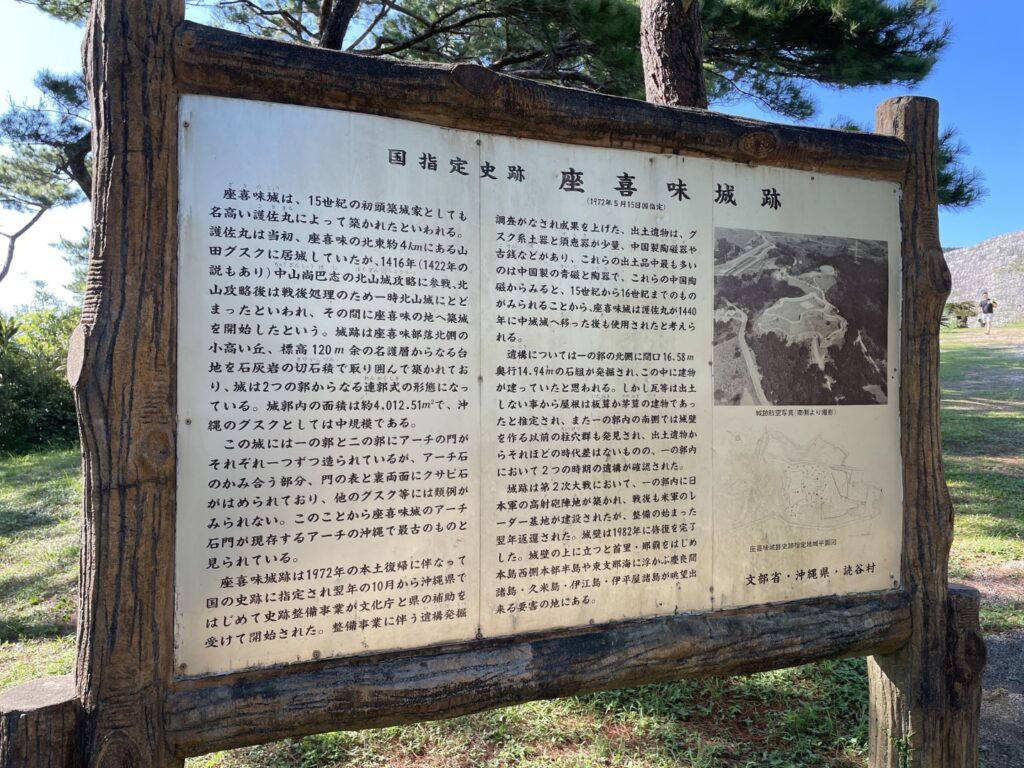 国指定史跡 座喜味城跡
(1972年5月15日国指定)
座喜味城は、15世紀の初頭築城家としても
名高い護佐丸によって築かれたといわれる。
護佐丸は当初、座喜味の北東約4kmにある山
田グスクに居城していたが、1416年(1422年の
説もあり)中山尚巴志の北山城攻略に参戦、北
山攻略後は戦後処理のため一時北山城にとど
まったといわれ、その間に座喜味の地へ築城
を開始したという。城跡は座喜味部落北側の
小高い丘、標高120m余の名護層からなる台
地を石灰岩の切石積で取り囲んで築かれてお
り、城は2つの郭からなる連郭式の形態になっ
ている。城郭内の面積は約4,012.51m²で、沖
縄のグスクとしては中規模である。
この城には一の郭と二の郭にアーチの門が
それぞれ一つずつ造られているが、アーチ石
のかみ合う部分、門の表と裏両面にクサビ石
がはめられており、他のグスク等には類例が
みられない。このことから座喜味城のアーチ
石門が現存するアーチの沖縄で最古のものと
見られている。
座喜味城跡は1972年の本土復帰に伴なって
国の史跡に指定され翌年の10月から沖縄県で
はじめて史跡整備事業が文化庁と県の補助を
受けて開始された。整備事業に伴う遺構発掘
調査がなされ成果を上げた、出土遺物は、グ
スク系土器と須恵器が少量、中国製陶磁器や
古銭などがあり、これらの出土品中最も多い
のは中国製の青磁と陶器で、これらの中国陶
磁からみると、15世紀から16世紀までのもの
がみられることから、座喜味城は護佐丸が1440
年に中城城へ移った後も使用されたと考えら
れる。
遺構については一の郭の北側に間口16.58m
奥行14.94mの石組が発掘され、この中に建物
が建っていたと思われる。しかし瓦等は出土
しない事から屋根は板葺か茅葺の建物であっ
たと推定され、また一の郭内の南側では城壁
を作る以前の柱穴群も発見され、出土遺物か
らそれほどの時代差はないものの、一の郭内
において2つの時期の遺構が確認された。
城跡は第2次大戦において、一の郭内に日
本軍の高射砲陣地が築かれ、戦後も米軍のレ
ーダー基地が建設されたが、整備の始まった
翌年返還された。城壁は1982年に修復を完了
した。城壁の上に立つと首里・那覇をはじめ
本島西側本部半島や東支那海に浮かぶ慶良間
諸島・久米島・伊江島・伊平屋諸島が眺望出
来る要害の地にある。
城跡航空写真(南側より撮影)
座喜味城跡史跡指定地域平面図
文部省・沖縄県・読谷村